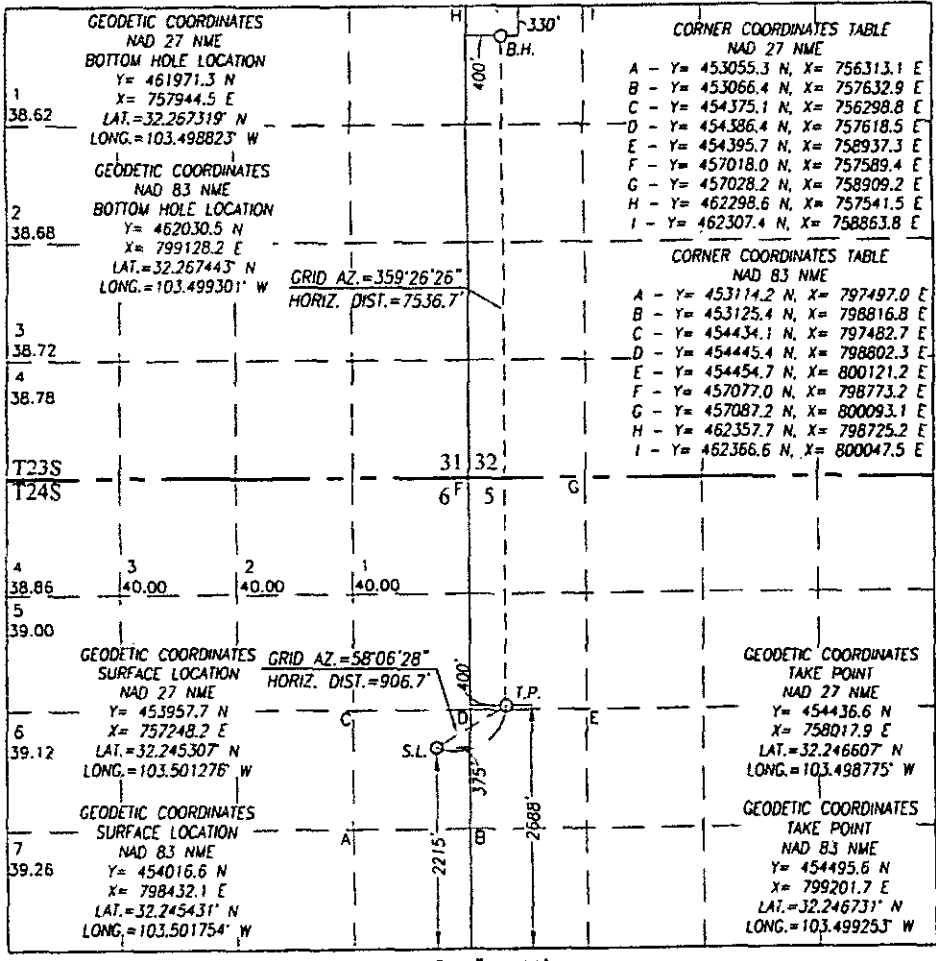 GEODETIC COORDINATES
NAD 27 NME
BOTTOM HOLE LOCATION
Y= 461971.3 N
X= 757944.5 E
LAT.=32.267319° N
LONG.=103.498823° W
GEODETIC COORDINATES
NAD 83 NME
BOTTOM HOLE LOCATION
Y= 462030.5 N
X= 799128.2 E
LAT.=32.267443° N
LONG.=103.499301° W
1
38.62
2
38.68
3
38.72
4
38.78
H
I
330'
400'
B.H.
GRID AZ.=359°26'26"
HORIZ. DIST.=7536.7'
CORNER COORDINATES TABLE
NAD 27 NME
A - Y= 453055.3 N, X= 756313.1 E
B - Y= 453066.4 N, X= 757632.9 E
C - Y= 454375.1 N, X= 756298.8 E
D - Y= 454386.4 N, X= 757618.5 E
E - Y= 454395.7 N, X= 758937.3 E
F - Y= 457018.0 N, X= 757589.4 E
G - Y= 457028.2 N, X= 758909.2 E
H - Y= 462298.6 N, X= 757541.5 E
I - Y= 462307.4 N, X= 758863.8 E
CORNER COORDINATES TABLE
NAD 83 NME
A - Y= 453114.2 N, X= 797497.0 E
B - Y= 453125.4 N, X= 798816.8 E
C - Y= 454434.1 N, X= 797482.7 E
D - Y= 454445.4 N, X= 798802.3 E
E - Y= 454454.7 N, X= 800121.2 E
F - Y= 457077.0 N, X= 798773.2 E
G - Y= 457087.2 N, X= 800093.1 E
H - Y= 462357.7 N, X= 798725.2 E
I - Y= 462366.6 N, X= 800047.5 E
T23S
T24S
31 32
6 F 5 G
4
38.86
3
40.00
2
40.00
1
40.00
5
39.00
6
39.12
7
39.26
GEODETIC COORDINATES
SURFACE LOCATION
NAD 27 NME
Y= 453957.7 N
X= 757248.2 E
LAT.=32.245307° N
LONG.=103.501276° W
GEODETIC COORDINATES
SURFACE LOCATION
NAD 83 NME
Y= 454016.6 N
X= 798432.1 E
LAT.=32.245431° N
LONG.=103.501754° W
GRID AZ.=58°06'28"
HORIZ. DIST.=906.7'
400'
T.P.
C
D
E
S.L.
375'
A
B
2215'
2688'
GEODETIC COORDINATES
TAKE POINT
NAD 27 NME
Y= 454436.6 N
X= 758017.9 E
LAT.=32.246607° N
LONG.=103.498775° W
GEODETIC COORDINATES
TAKE POINT
NAD 83 NME
Y= 454495.6 N
X= 799201.7 E
LAT.=32.246731° N
LONG.=103.499253° W